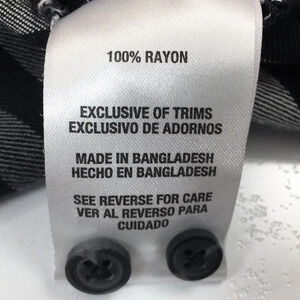 100% RAYON
EXCLUSIVE OF TRIMS
EXCLUSIVO DE ADORNOS
MADE IN BANGLADESH
HECHO EN BANGLADESH
SEE REVERSE FOR CARE
VER AL REVERSO PARA
CUIDADO